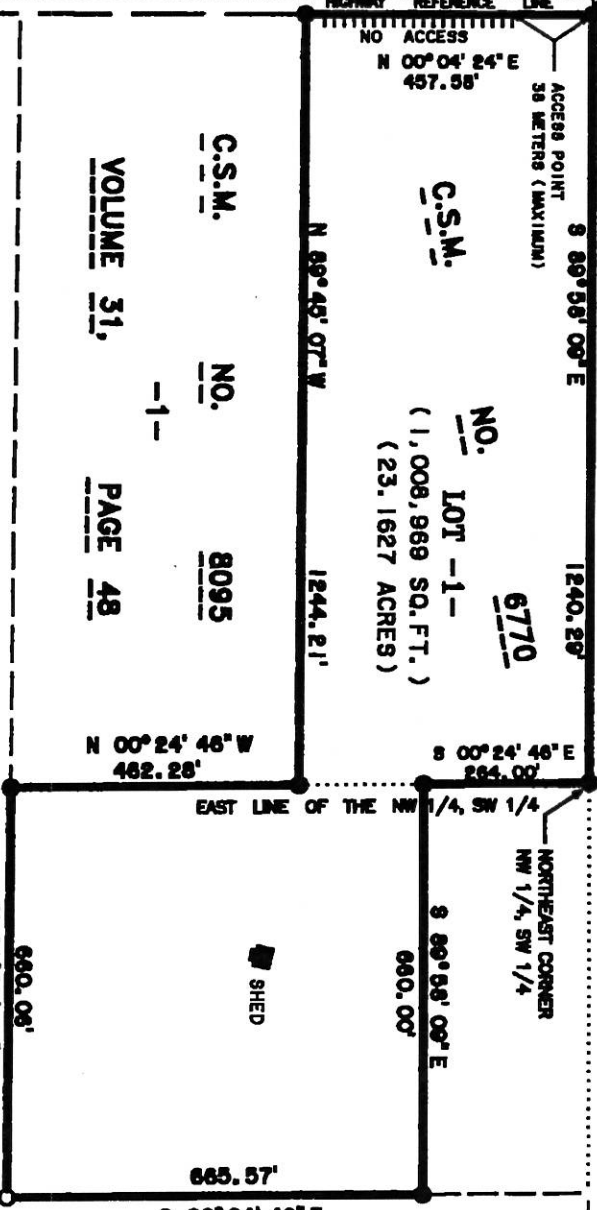 HIGHWAY REFERENCE LINE
NO ACCESS
N 00°04'24"E
457.58'
ACCESS POINT
38 METERS (MAXIMUM)
S 89°58'09"E
1240.29'
C.S.M.
NO.
6770
LOT -1-
(1,008,969 SQ.FT.)
(23.1627 ACRES)
N 89°45'07"W
1244.21'
C.S.M.
NO.
8095
-1-
VOLUME 31,
PAGE 48
N 00°24'46"W
462.28'
S 00°24'46"E
264.00'
EAST LINE OF THE NW 1/4, SW 1/4
NORTHEAST CORNER
NW 1/4, SW 1/4
S 89°58'09"E
660.00'
SHED
660.06'
665.57'